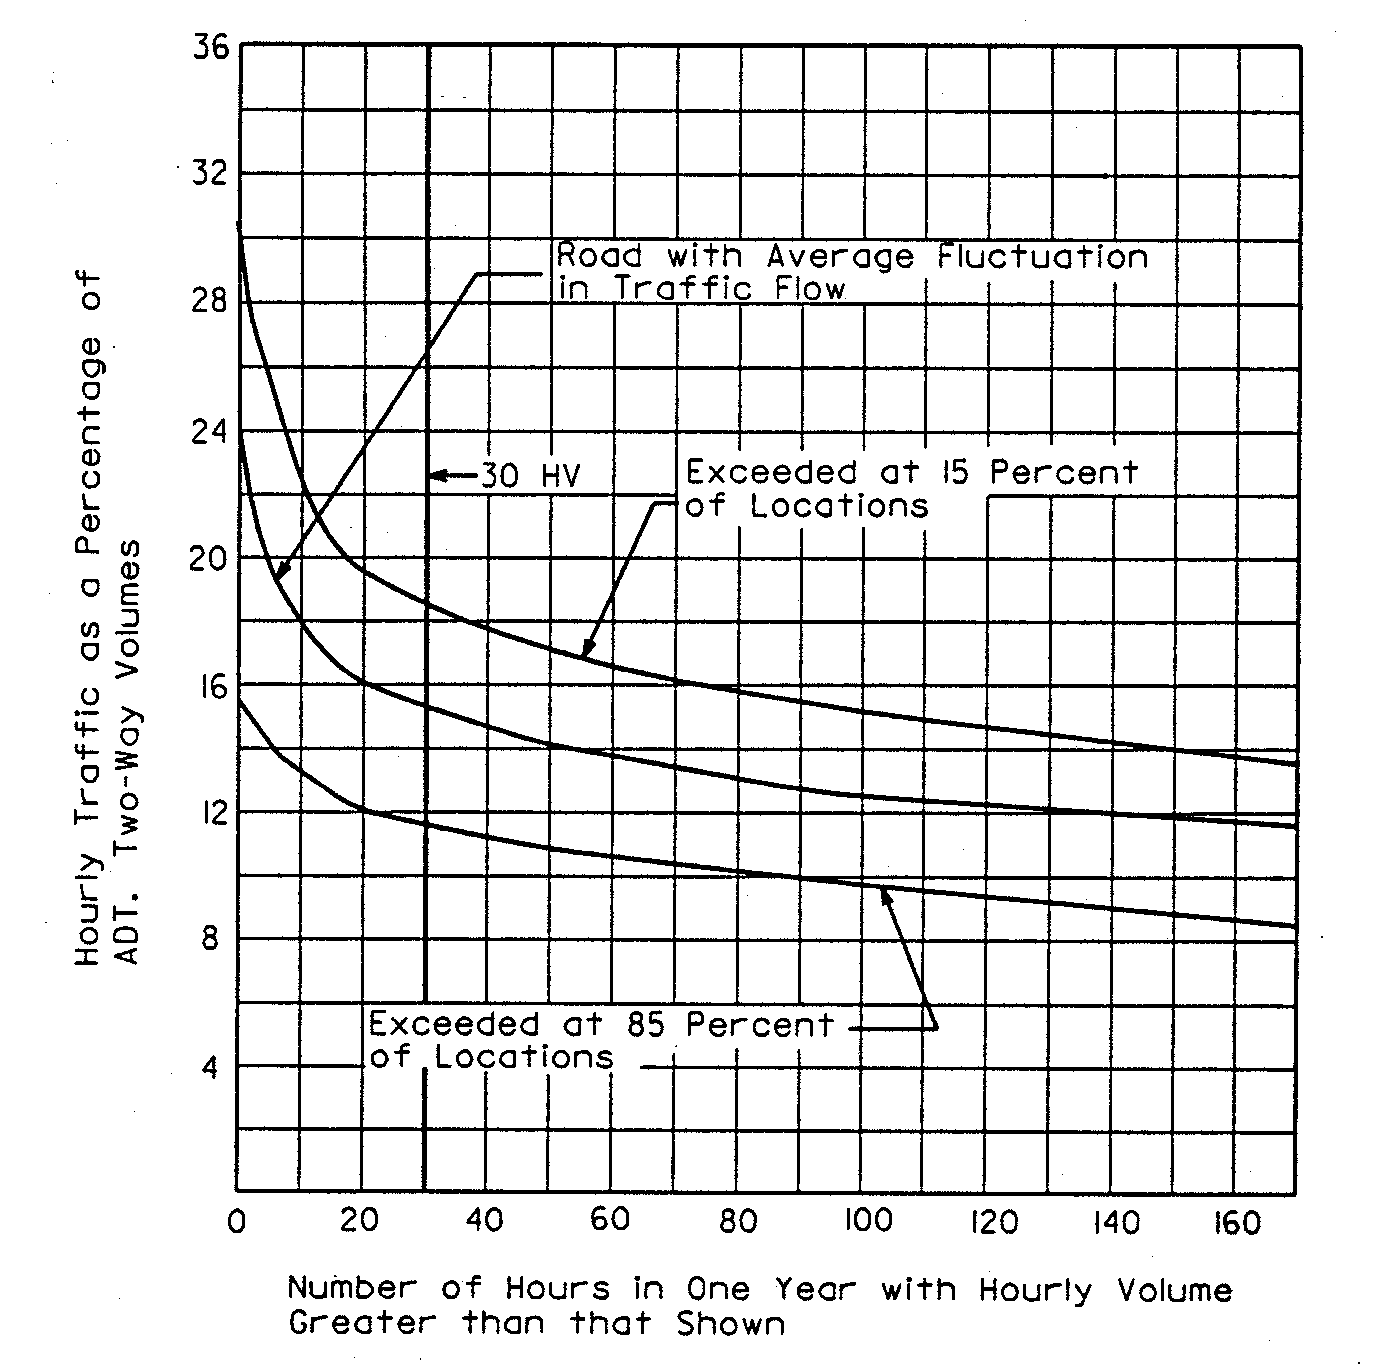 36
32
28
24
20
16
12
8
4
Hourly Traffic as a Percentage of
ADT. Two-Way Volumes
Road with Average Fluctuation
in Traffic Flow
30 HV
Exceeded at 15 Percent
of Locations
Exceeded at 85 Percent
of Locations
0 20 40 60 80 100 120 140 160
Number of Hours in One Year with Hourly Volume
Greater than that Shown